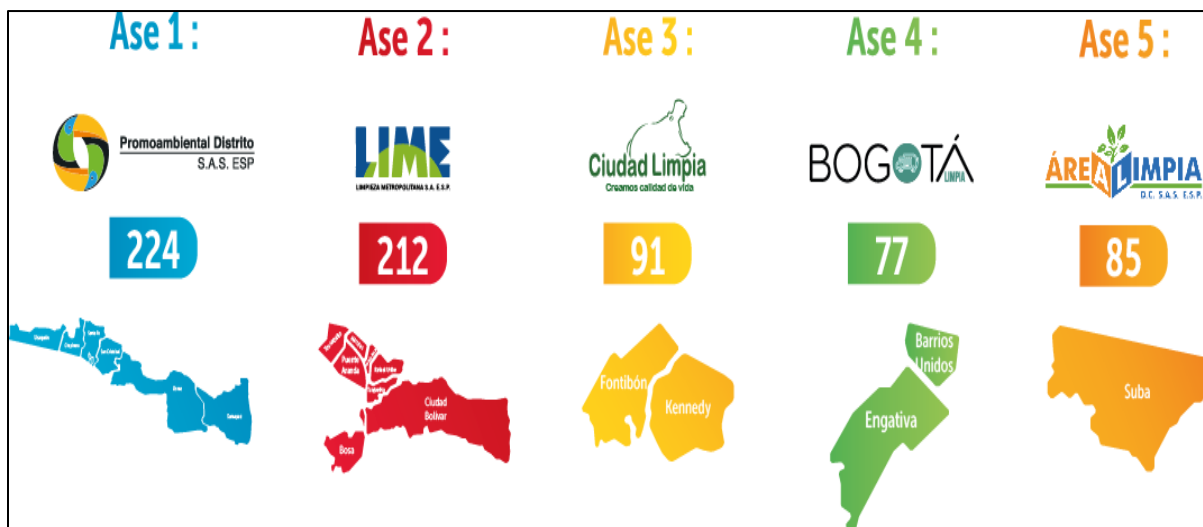 Ase 1 :
Ase 2 :
Ase 3 :
Ase 4 :
Ase 5 :
Promoambiental Distrito
S.A.S. ESP
LIME
LIMPIEZA METROPOLITANA S.A. E.S.P.
Ciudad Limpia
Creamos calidad de vida
BOGOTÁ
LIMPIA
ÁREA LIMPIA
D.C. S.A.S. E.S.P.
224
212
91
77
85
Puente
Aranda
Ciudad
Bolivar
Bosa
Fontibón
Kennedy
Barrios
Unidos
Engativa
Suba